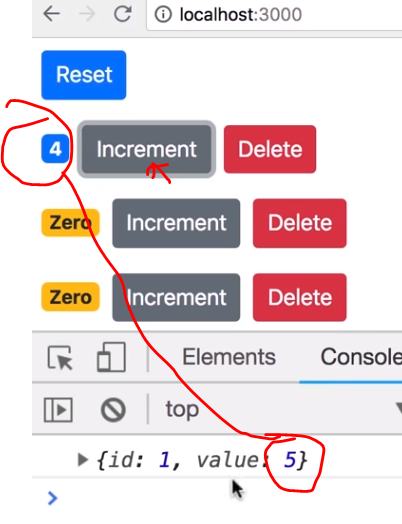 localhost:3000
Reset
4 Increment Delete
Zero Increment Delete
Zero Increment Delete
Elements Console
top
{id: 1, value: 5}